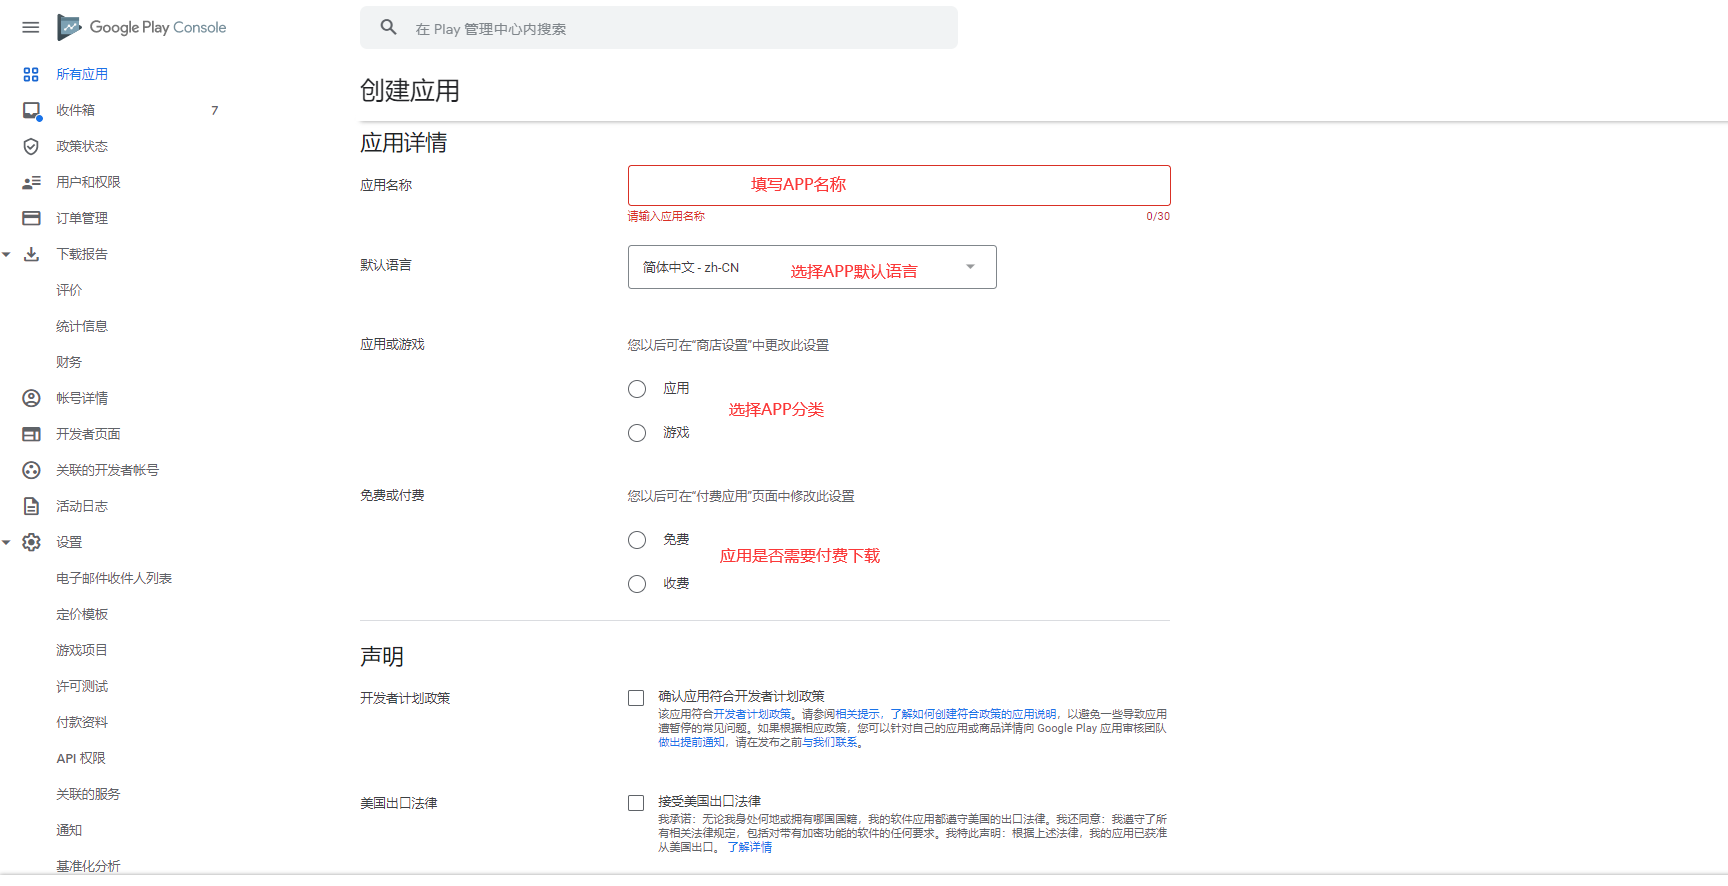 Google Play Console
在 Play 管理中心内搜索
所有应用
收件箱 7
政策状态
用户和权限
订单管理
下载报告
评价
统计信息
财务
帐号详情
开发者页面
关联的开发者帐号
活动日志
设置
电子邮件收件人列表
定价模板
游戏项目
许可测试
付款资料
API 权限
关联的服务
通知
基准化分析
创建应用
应用详情
应用名称
填写APP名称
请输入应用名称 0/30
默认语言
简体中文 - zh-CN
选择APP默认语言
应用或游戏
您以后可在“商店设置”中更改此设置
应用
选择APP分类
游戏
免费或付费
您以后可在“付费应用”页面中修改此设置
免费
应用是否需要付费下载
收费
声明
开发者计划政策
确认应用符合开发者计划政策
该应用符合开发者计划政策。请参阅相关提示，了解如何创建符合政策的应用说明，以避免一些导致应用
遭暂停的常见问题。如果根据相应政策，您可以针对自己的应用或商品详情向 Google Play 应用审核团队
做出提前通知，请在发布之前与我们联系。
美国出口法律
接受美国出口法律
我承诺：无论我身处何地或拥有哪国国籍，我的软件应用都遵守美国的出口法律。我还同意：我遵守了所
有相关法律规定，包括对带有加密功能的软件的任何要求。我特此声明：根据上述法律，我的应用已获准
从美国出口。 了解详情